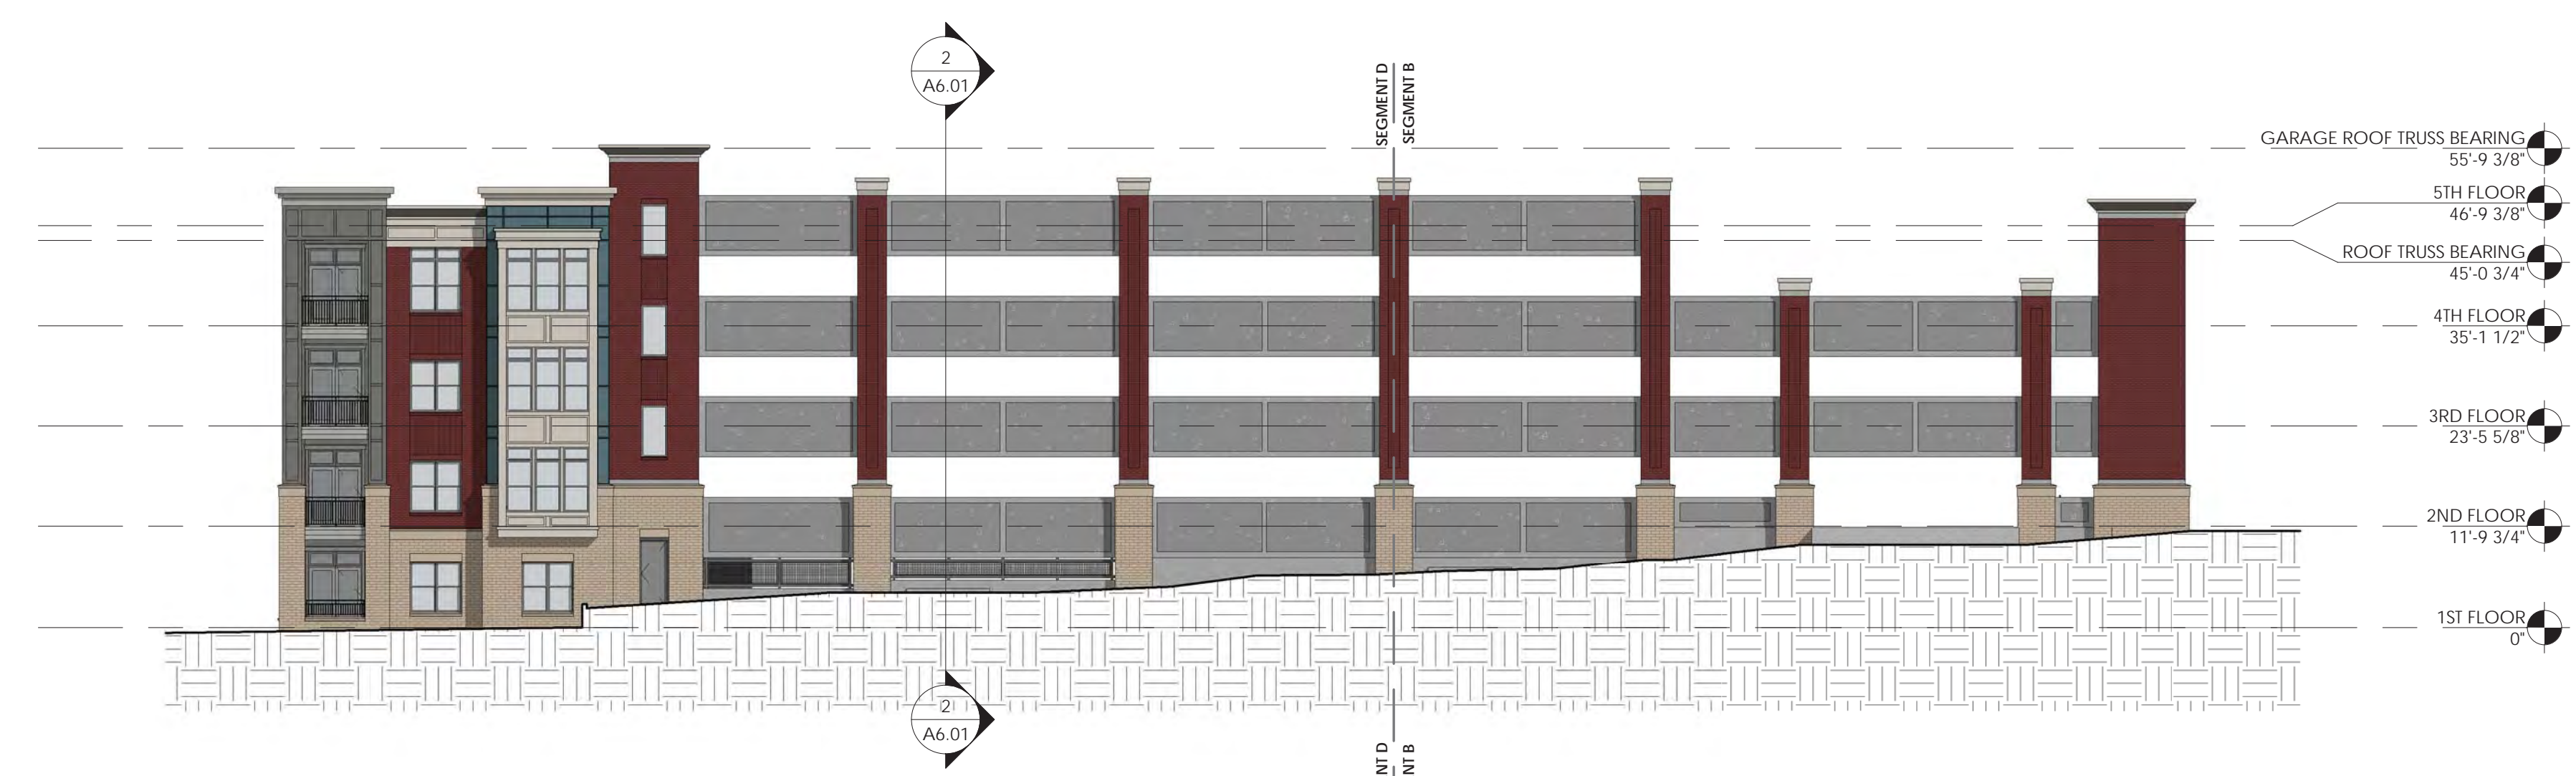 2
A6.01
SEGMENT D
SEGMENT B
GARAGE ROOF TRUSS BEARING
55'-9 3/8"
5TH FLOOR
46'-9 3/8"
ROOF TRUSS BEARING
45'-0 3/4"
4TH FLOOR
35'-1 1/2"
3RD FLOOR
23'-5 5/8"
2ND FLOOR
11'-9 3/4"
1ST FLOOR
0"
2
A6.01
NT D
NT B